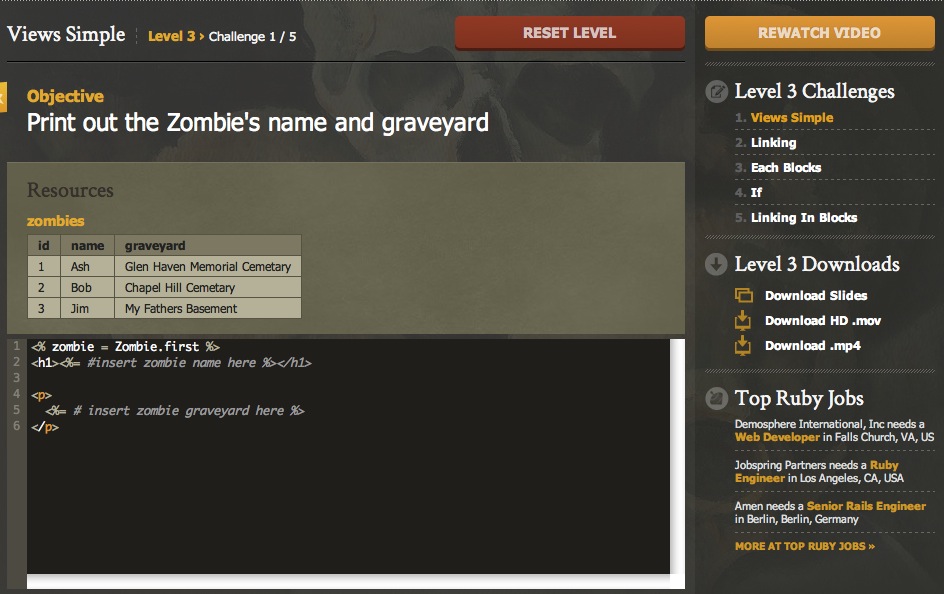 Views Simple Level 3 › Challenge 1 / 5
RESET LEVEL
REWATCH VIDEO
Objective
Print out the Zombie's name and graveyard
Resources
zombies
id name graveyard
1 Ash Glen Haven Memorial Cemetary
2 Bob Chapel Hill Cemetary
3 Jim My Fathers Basement
1 <% zombie = Zombie.first %>
2 <h1><%= #insert zombie name here %></h1>
3
4 <p>
5 <%= # insert zombie graveyard here %>
6 </p>
Level 3 Challenges
1. Views Simple
2. Linking
3. Each Blocks
4. If
5. Linking In Blocks
Level 3 Downloads
Download Slides
Download HD .mov
Download .mp4
Top Ruby Jobs
Demosphere International, Inc needs a
Web Developer in Falls Church, VA, US
Jobspring Partners needs a Ruby
Engineer in Los Angeles, CA, USA
Amen needs a Senior Rails Engineer
in Berlin, Berlin, Germany
MORE AT TOP RUBY JOBS »